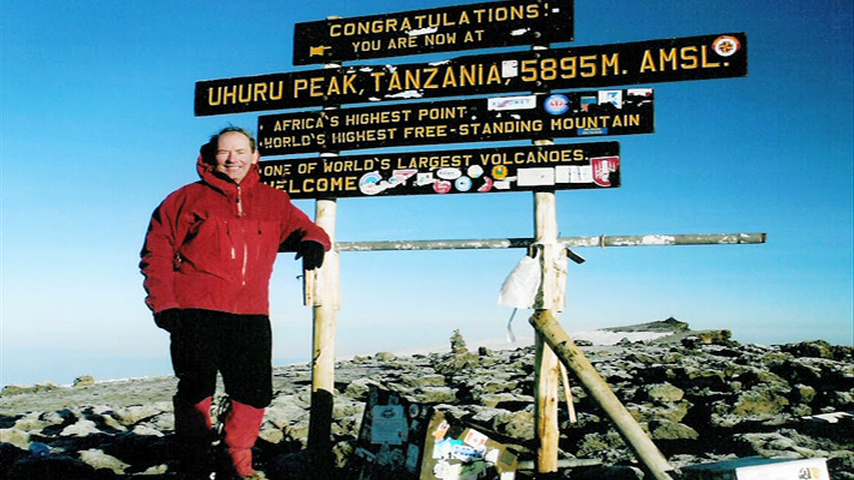 CONGRATULATIONS!
YOU ARE NOW AT
UHURU PEAK, TANZANIA, 5895M. AMSL.
AFRICA'S HIGHEST POINT.
WORLD'S HIGHEST FREE-STANDING MOUNTAIN
ONE OF WORLD'S LARGEST VOLCANOES.
WELCOME